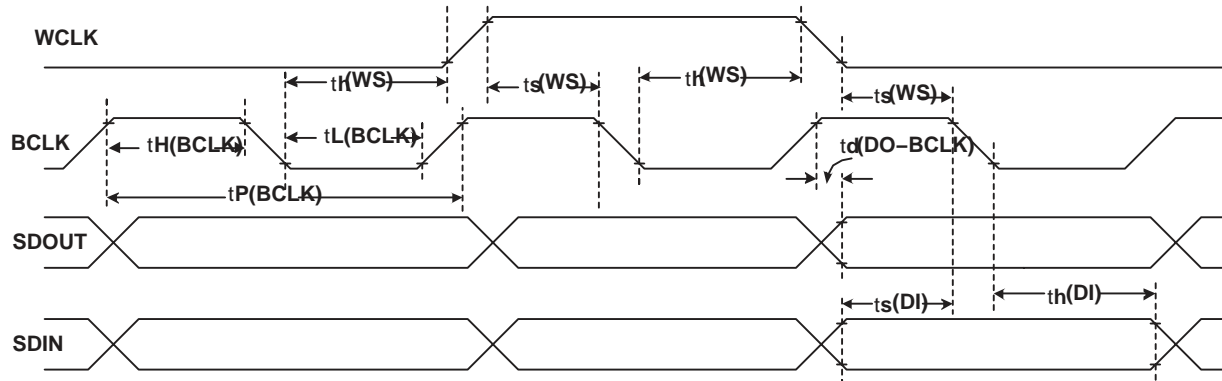 WCLK
th(WS)
ts(WS)
th(WS)
ts(WS)
BCLK
tH(BCLK)
tL(BCLK)
td(DO–BCLK)
tP(BCLK)
SDOUT
ts(DI)
th(DI)
SDIN